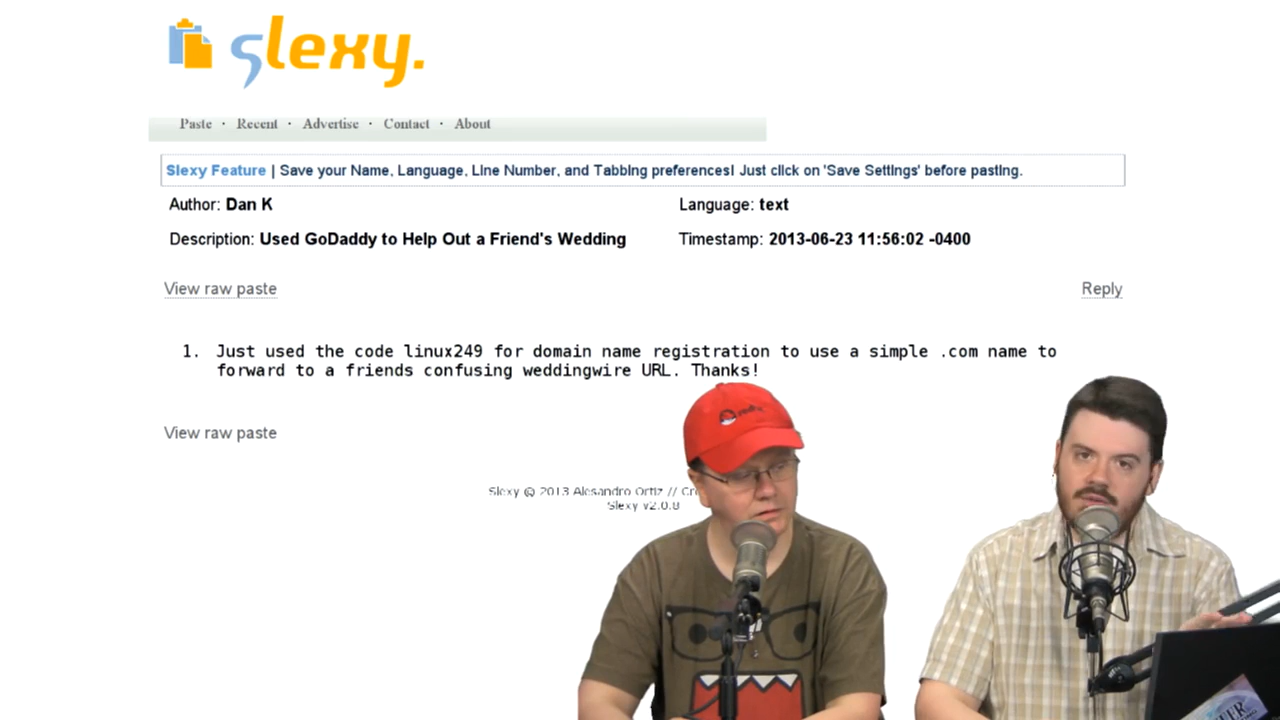 slexy.
Paste · Recent · Advertise · Contact · About
Slexy Feature | Save your Name, Language, Line Number, and Tabbing preferences! Just click on 'Save Settings' before pasting.
Author: Dan K
Language: text
Description: Used GoDaddy to Help Out a Friend's Wedding
Timestamp: 2013-06-23 11:56:02 -0400
View raw paste
Reply
1. Just used the code linux249 for domain name registration to use a simple .com name to
forward to a friends confusing weddingwire URL. Thanks!
View raw paste
Slexy © 2013 Alesandro Ortiz //
Slexy v2.0.8